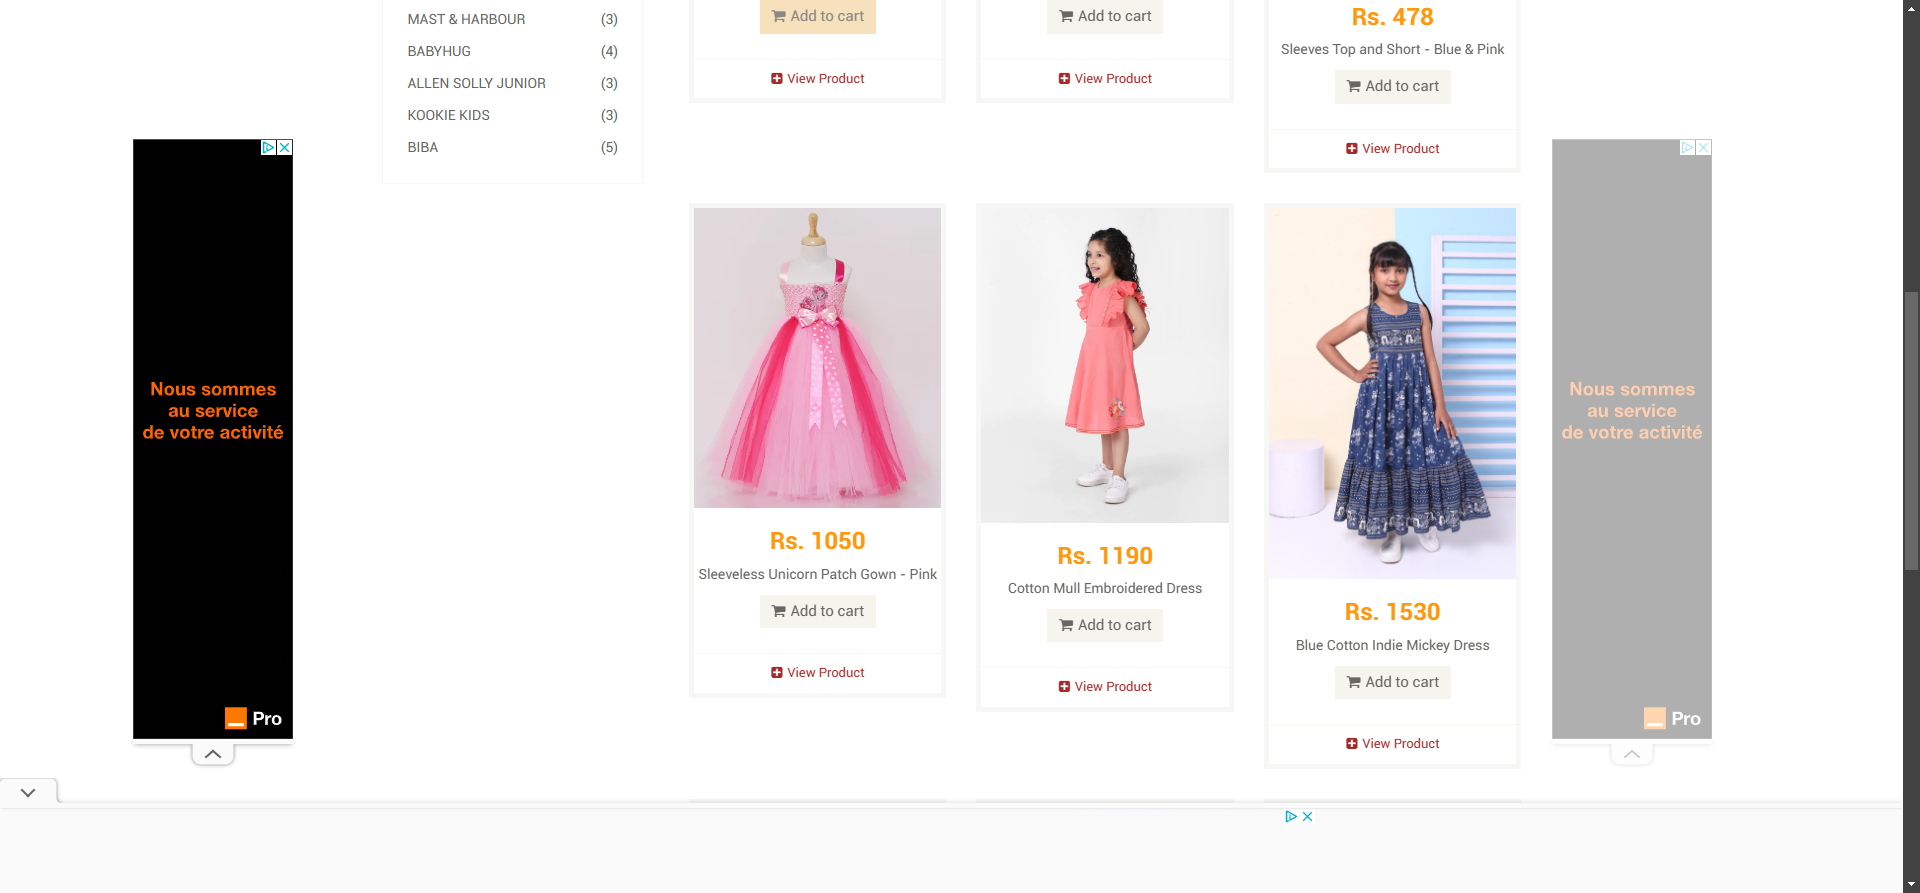 MAST & HARBOUR (3)
BABYHUG (4)
ALLEN SOLLY JUNIOR (3)
KOOKIE KIDS (3)
BIBA (5)
Add to cart
View Product
Add to cart
View Product
Rs. 478
Sleeves Top and Short - Blue & Pink
Add to cart
View Product
Nous sommes
au service
de votre activité
Pro
Rs. 1050
Sleeveless Unicorn Patch Gown - Pink
Add to cart
View Product
Rs. 1190
Cotton Mull Embroidered Dress
Add to cart
View Product
Rs. 1530
Blue Cotton Indie Mickey Dress
Add to cart
View Product
Nous sommes
au service
de votre activité
Pro